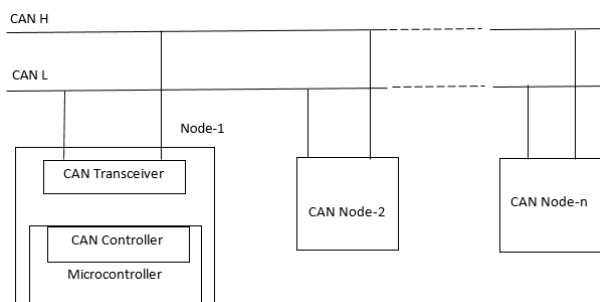 CAN H
CAN L
Node-1
CAN Transceiver
CAN Node-2
CAN Node-n
CAN Controller
Microcontroller